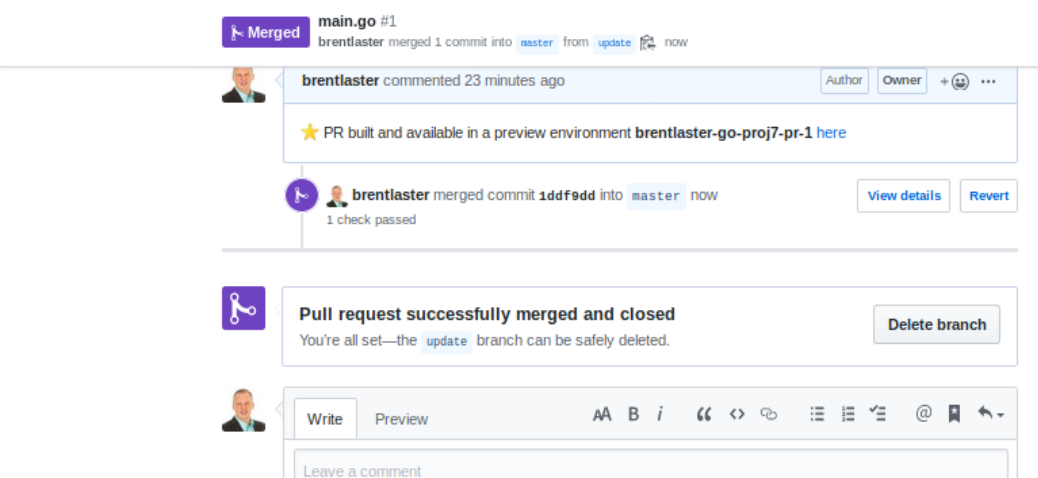 Merged
main.go #1
brentlaster merged 1 commit into master from update now
brentlaster commented 23 minutes ago Author Owner + ...
PR built and available in a preview environment brentlaster-go-proj7-pr-1 here
brentlaster merged commit 1ddf9dd into master now View details Revert
1 check passed
Pull request successfully merged and closed
You're all set—the update branch can be safely deleted.
Delete branch
Write Preview AA B i “ <> @
Leave a comment